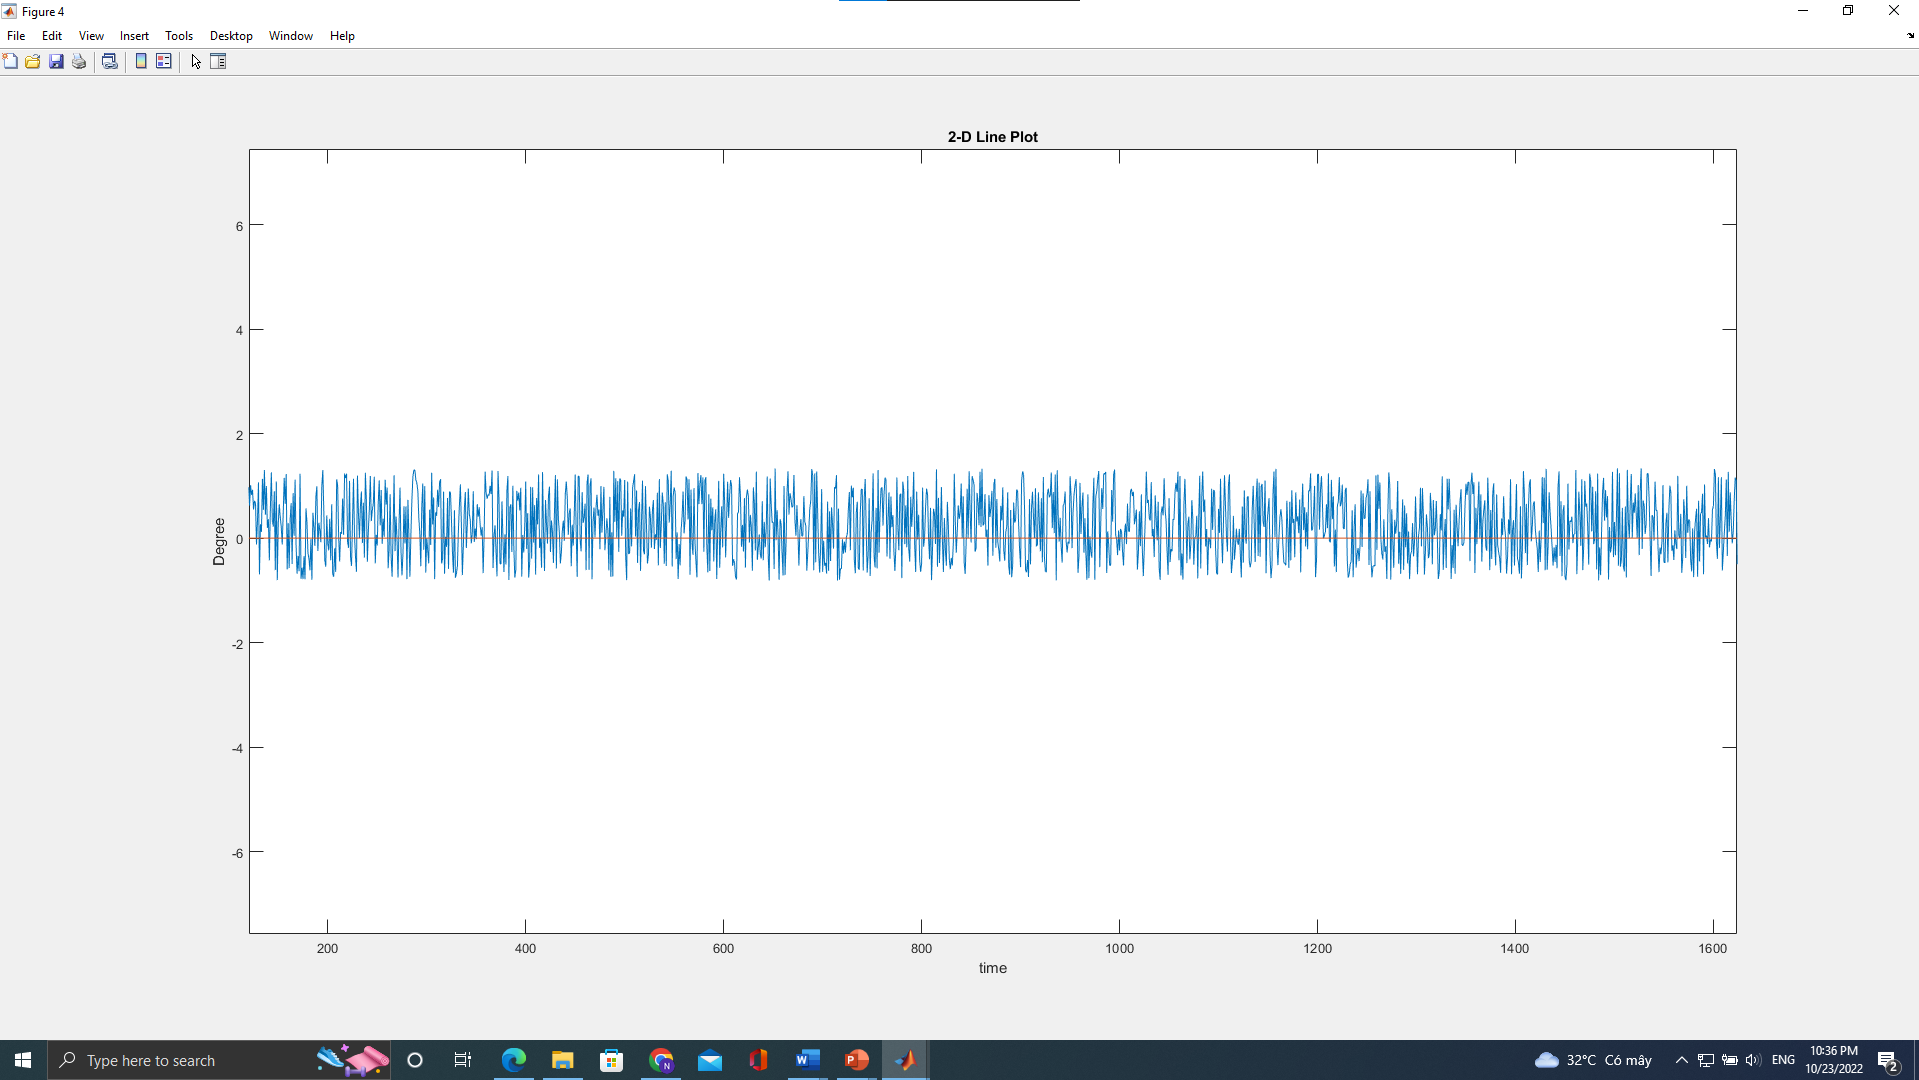 Figure 4
File Edit View Insert Tools Desktop Window Help
2-D Line Plot
6
4
2
0
-2
-4
-6
Degree
200 400 600 800 1000 1200 1400 1600
time
Type here to search
32°C Có mây
ENG
10:36 PM
10/23/2022
2